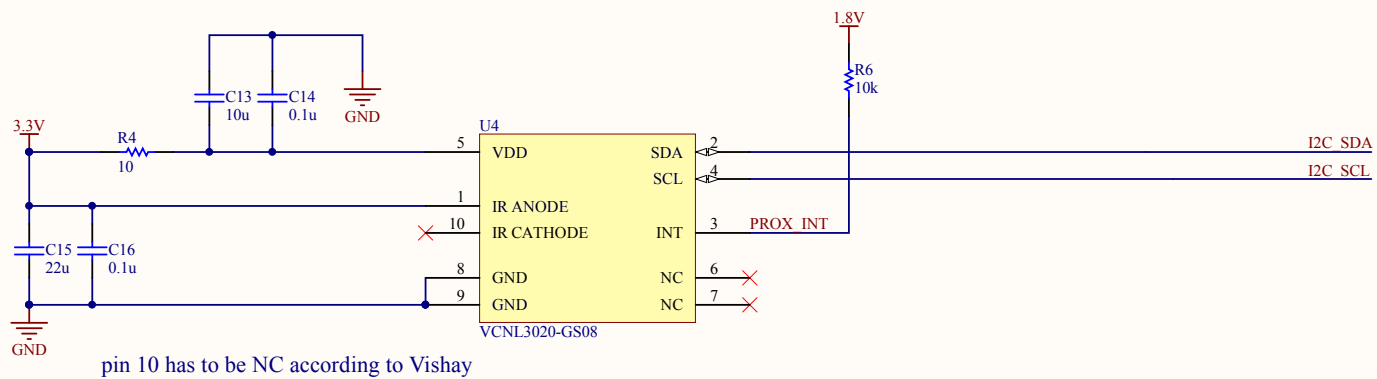 1.8V
R6
10k
C13
10u
C14
0.1u
GND
3.3V
R4
10
U4
5 VDD SDA 2 I2C_SDA
SCL 4 I2C_SCL
1 IR ANODE
10 IR CATHODE INT 3 PROX_INT
C15
22u
C16
0.1u
8 GND NC 6
9 GND NC 7
VCNL3020-GS08
GND
pin 10 has to be NC according to Vishay